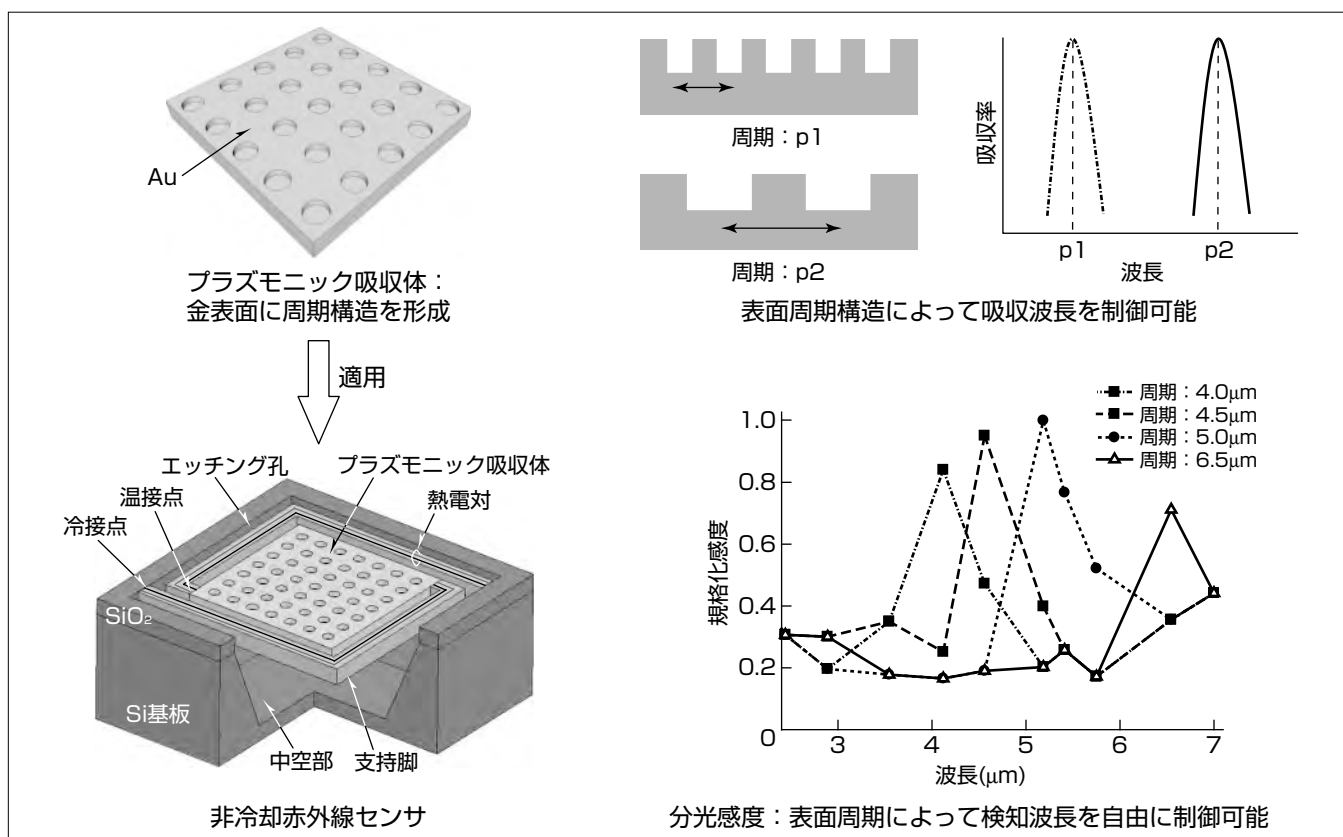 Au
プラズモニック吸収体：
金表面に周期構造を形成
適用
エッチング孔
プラズモニック吸収体
温接点
熱電対
冷接点
SiO₂
Si基板
中空部
支持脚
非冷却赤外線センサ
周期：p1
周期：p2
吸収率
p1
p2
波長
表面周期構造によって吸収波長を制御可能
周期：4.0μm
周期：4.5μm
周期：5.0μm
周期：6.5μm
規格化感度
1.0
0.8
0.6
0.4
0.2
0
3
4
5
6
7
波長(μm)
分光感度：表面周期によって検知波長を自由に制御可能